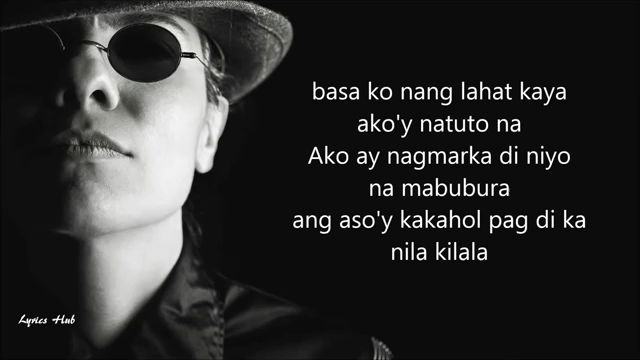 basa ko nang lahat kaya
ako'y natuto na
Ako ay nagmarka di niyo
na mabubura
ang aso'y kakahol pag di ka
nila kilala
Lyrics Hub